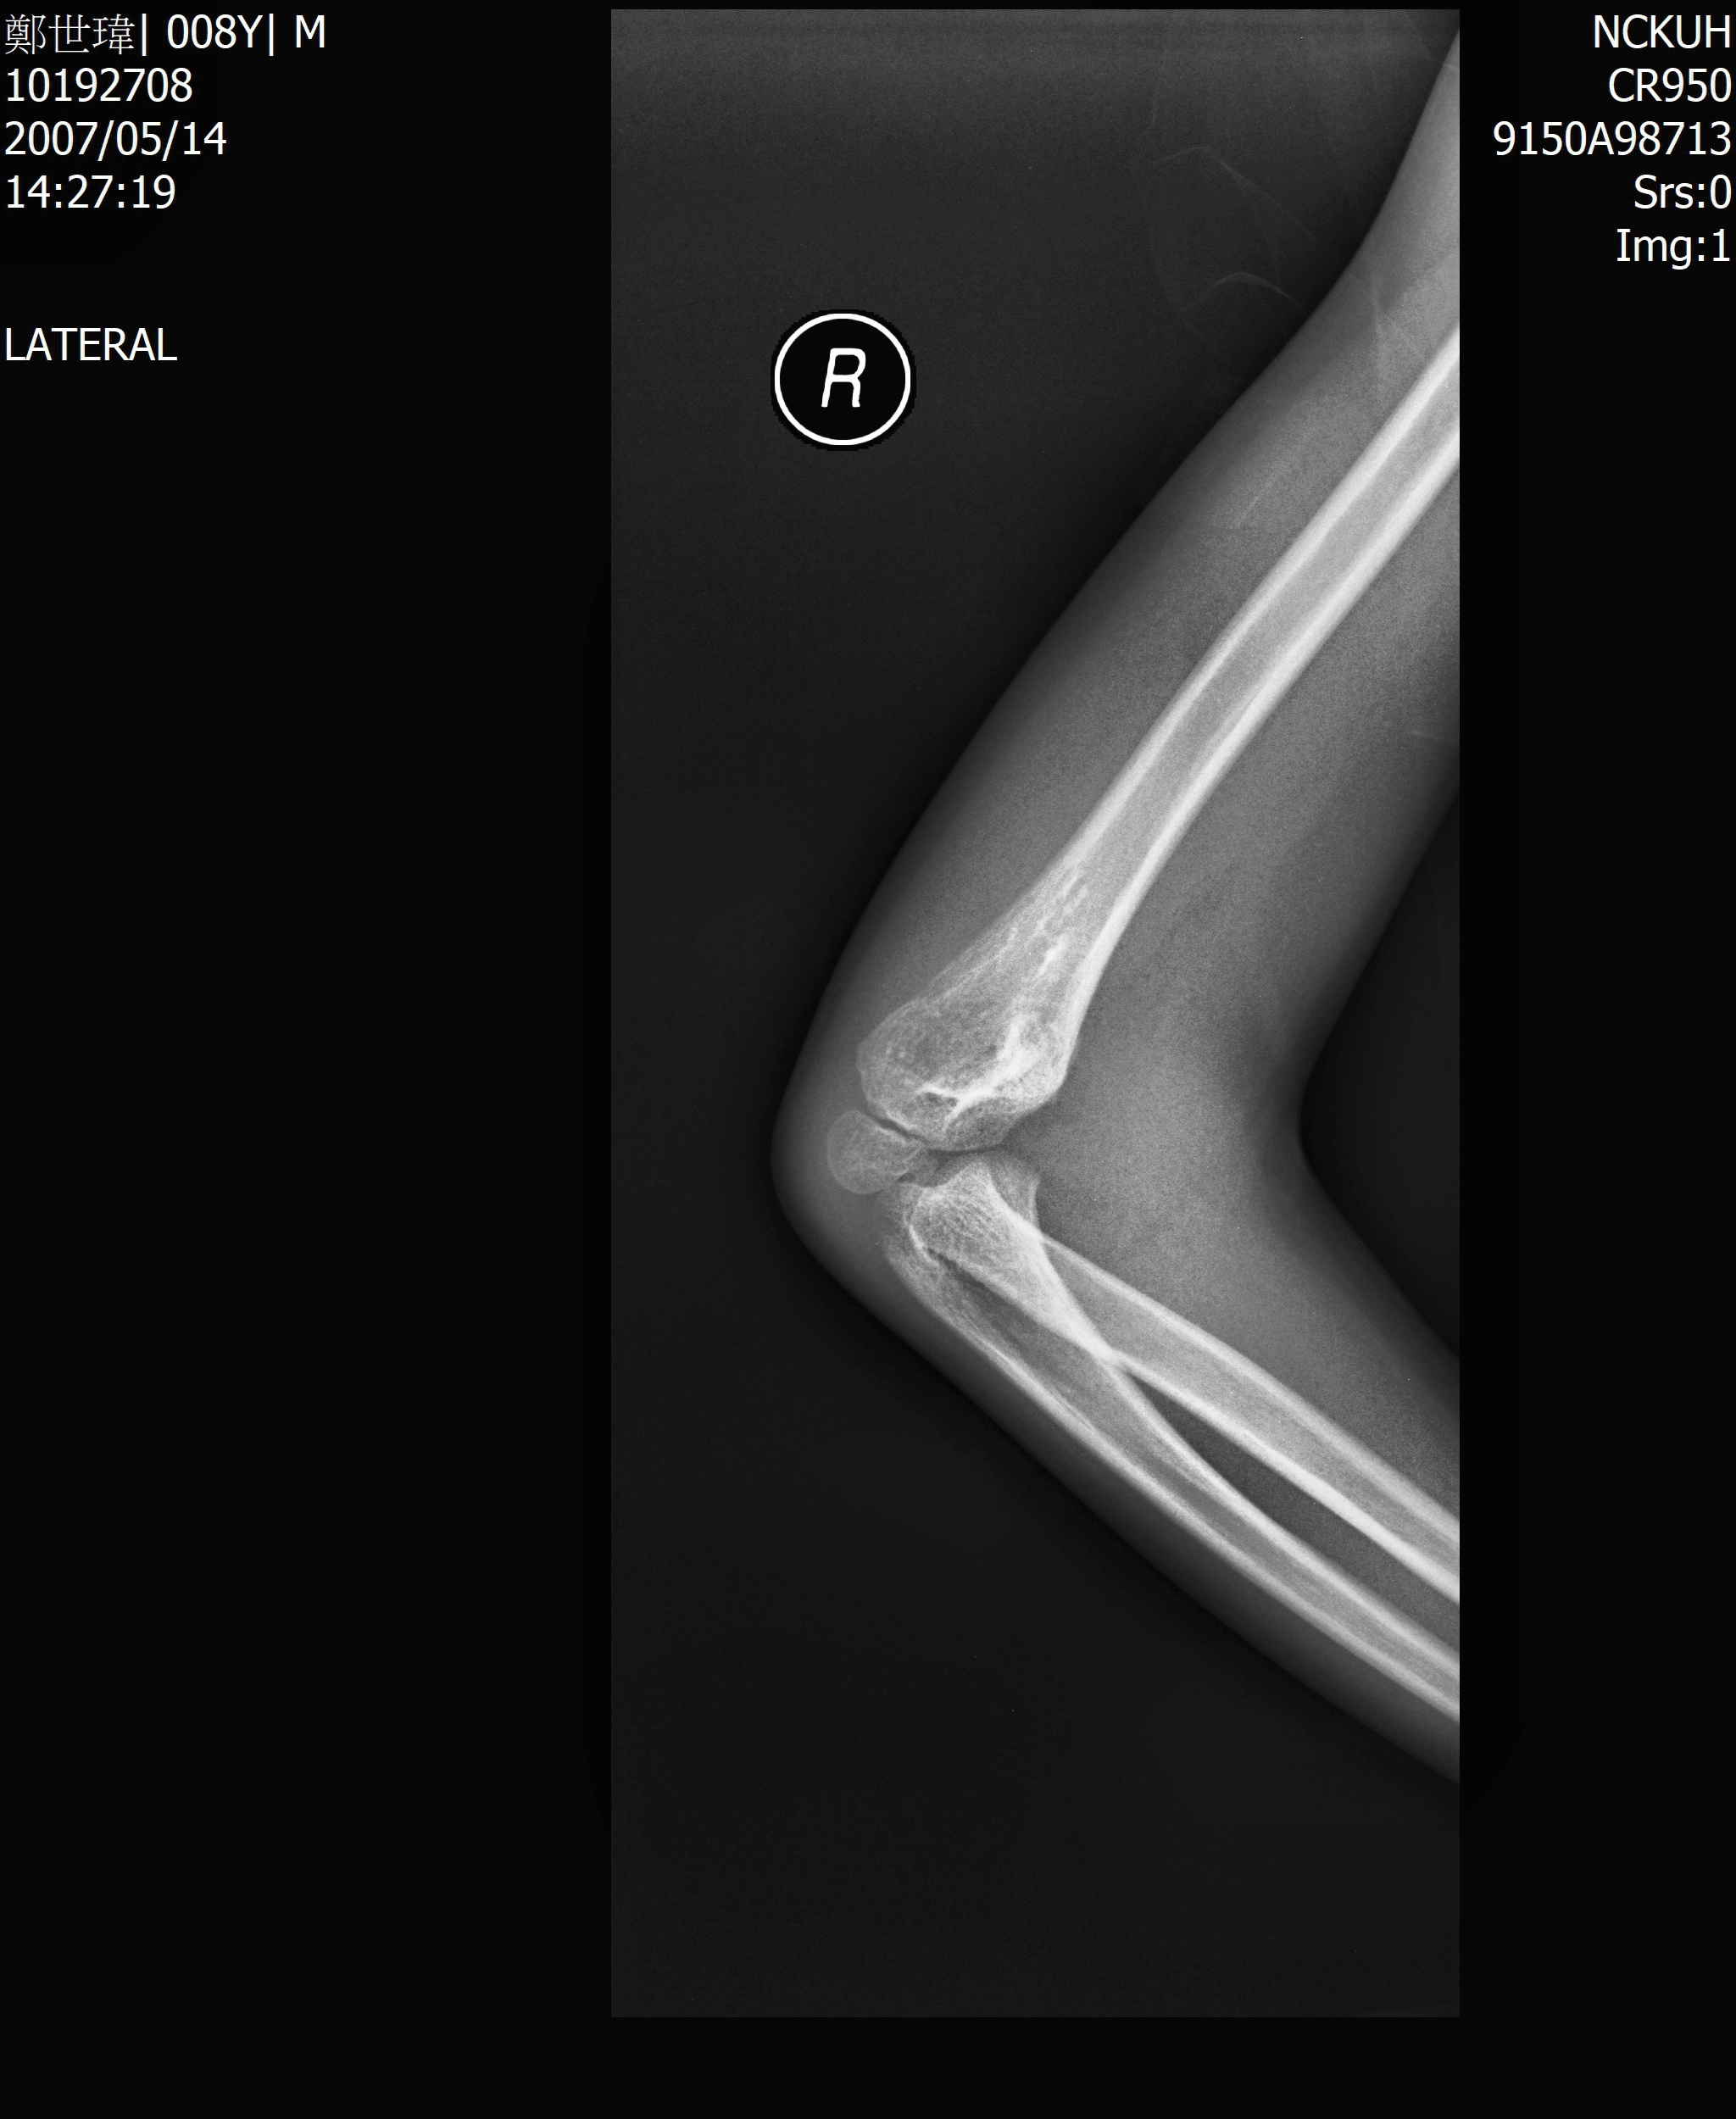 鄭世瑋| 008Y| M
10192708
2007/05/14
14:27:19
LATERAL
NCKUH
CR950
9150A98713
Srs:0
Img:1
R